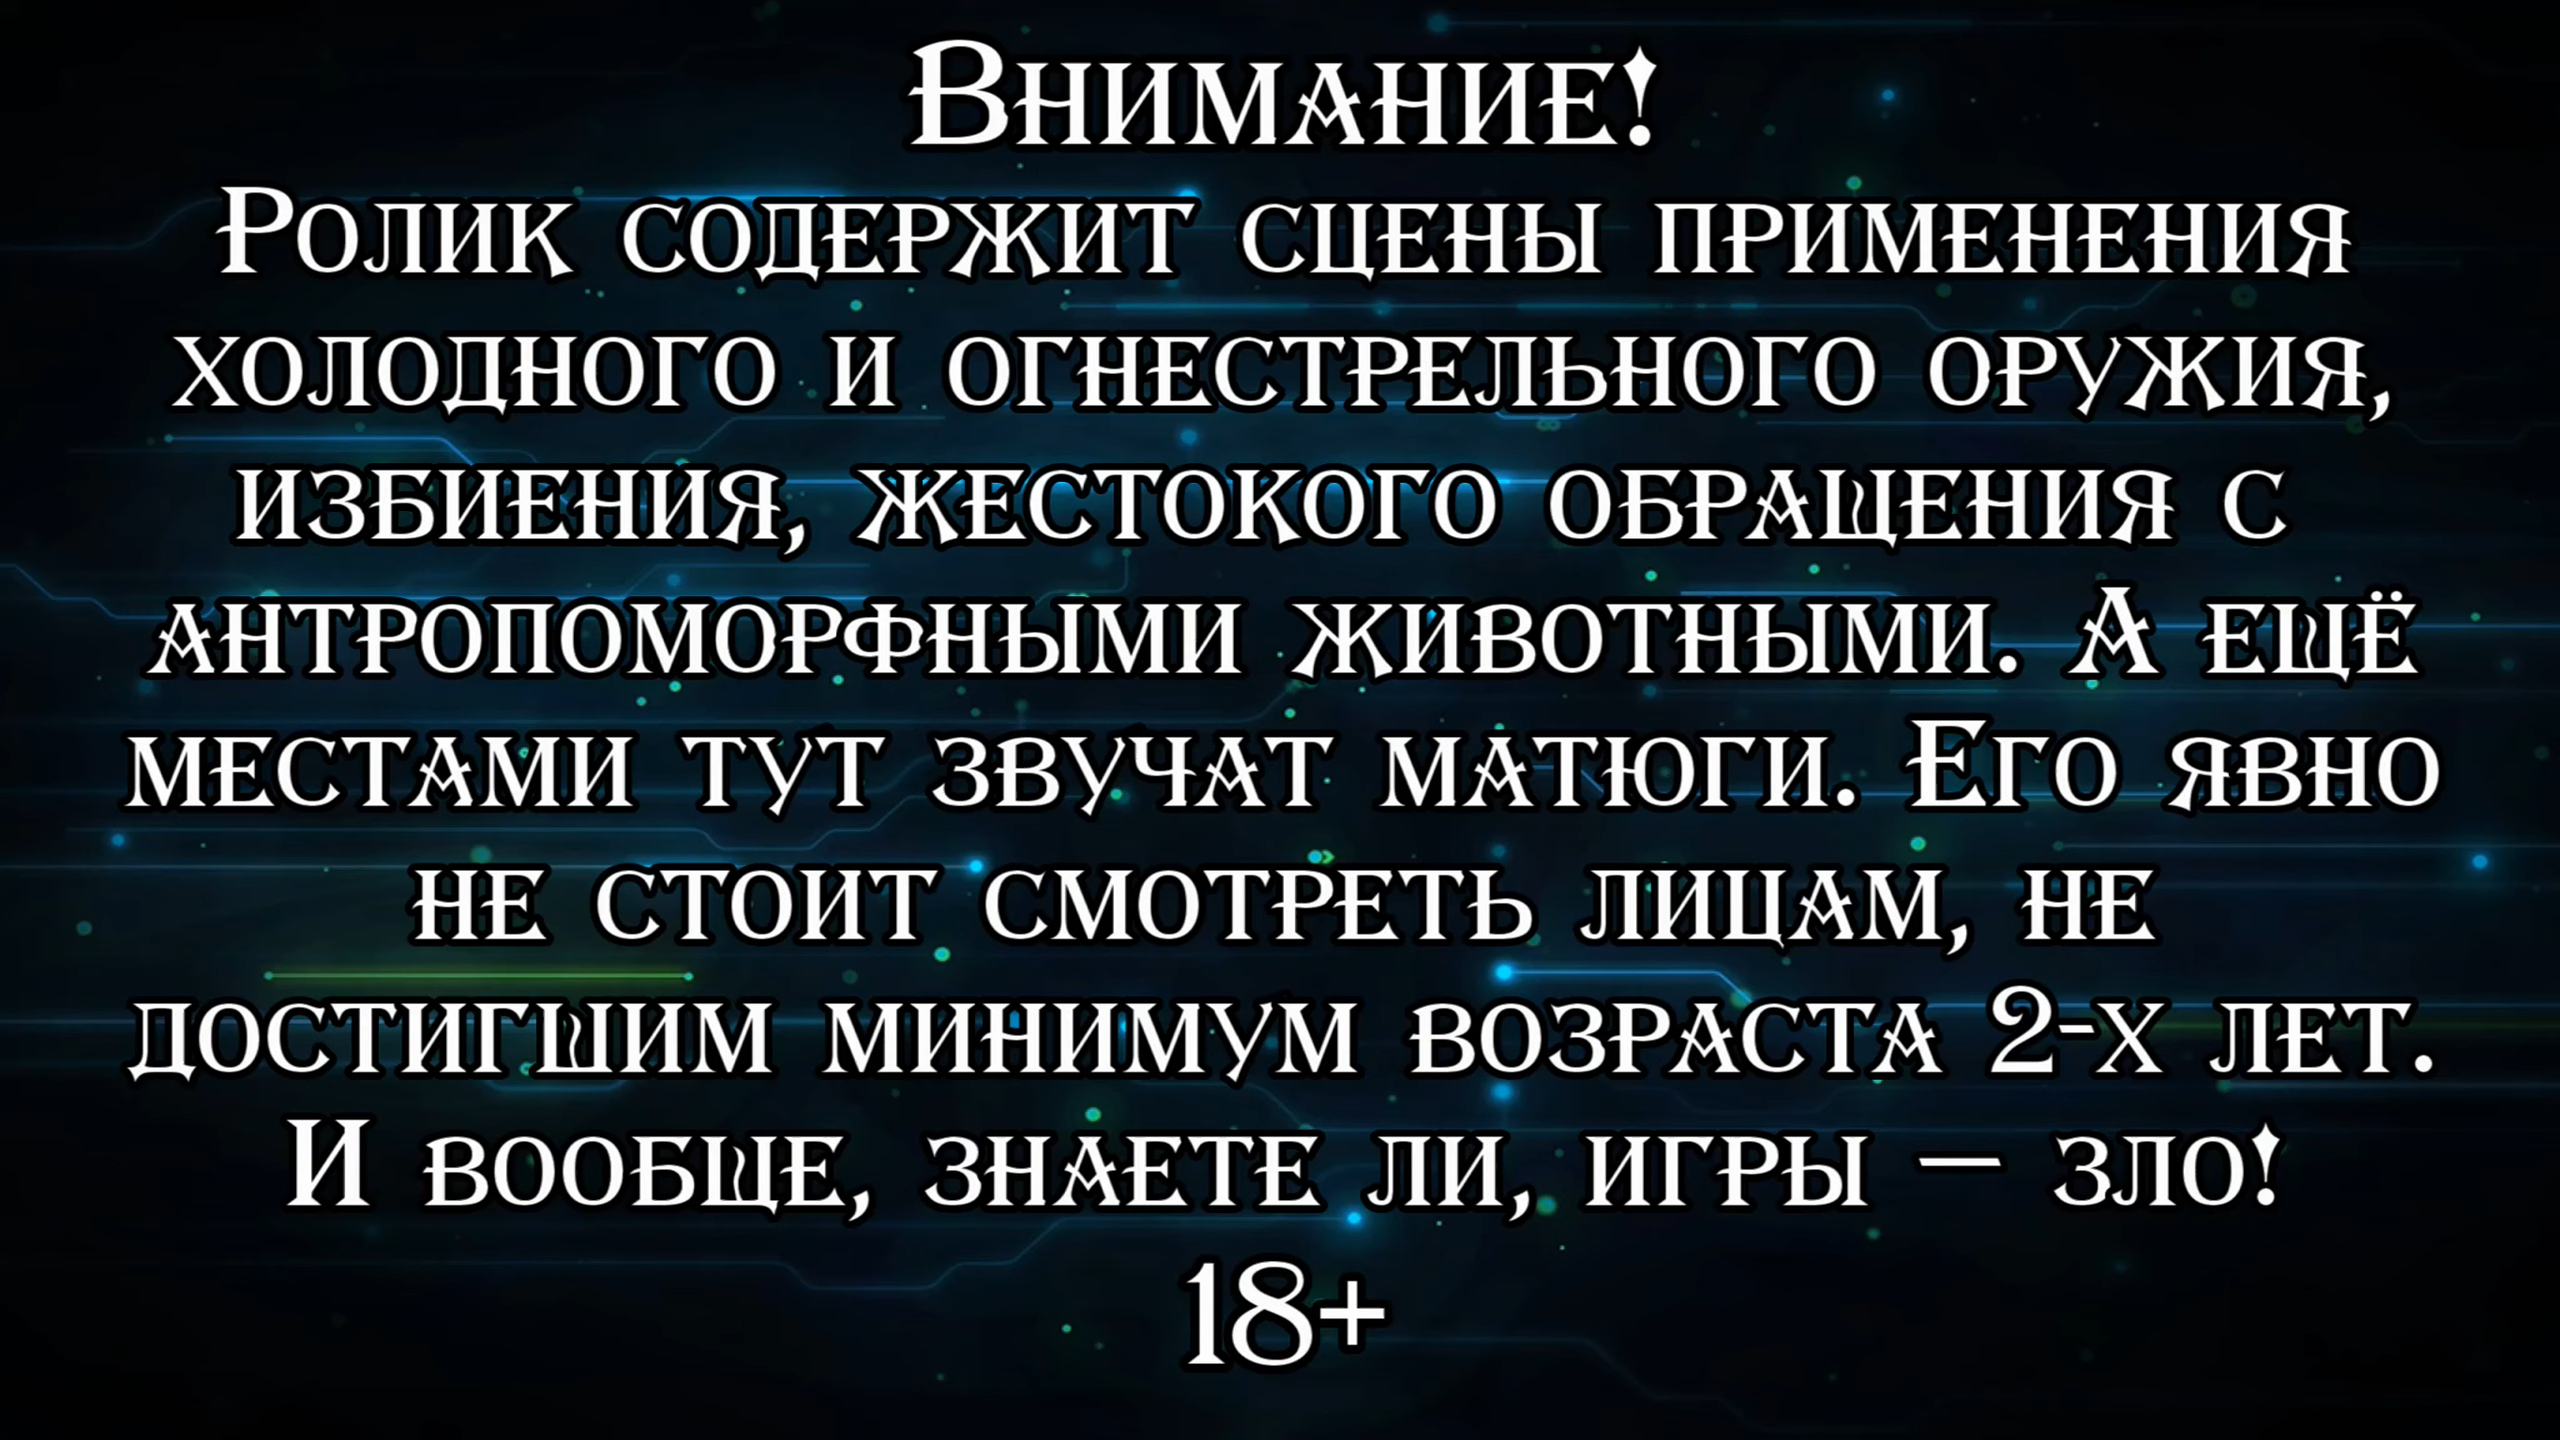 Внимание!
Ролик содержит сцены применения
холодного и огнестрельного оружия,
избиения, жестокого обращения с
антропоморфными животными. А ещё
местами тут звучат матюги. Его явно
не стоит смотреть лицам, не
достигшим минимум возраста 2-х лет.
И вообще, знаете ли, игры — зло!
18+